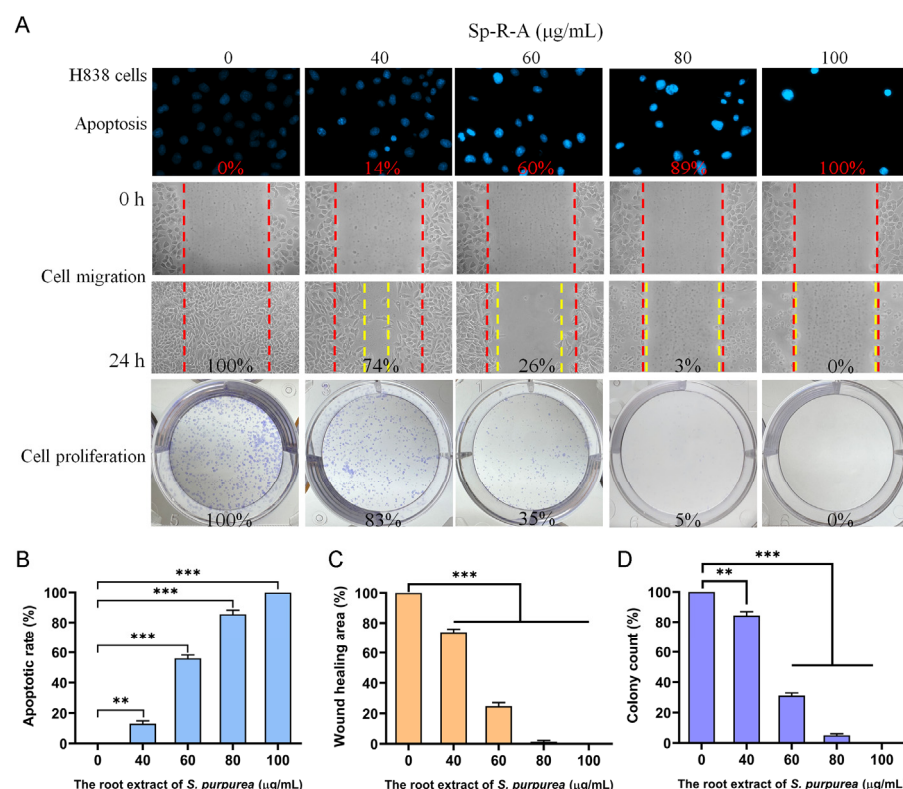 A
Sp-R-A (μg/mL)
0 40 60 80 100
H838 cells
Apoptosis
0% 14% 60% 89% 100%
0 h
Cell migration
24 h
100% 74% 26% 3% 0%
Cell proliferation
100% 83% 35% 5% 0%
B
Apoptotic rate (%)
100
80
60
40
20
0
***
***
***
**
0 40 60 80 100
The root extract of S. purpurea (μg/mL)
C
Wound healing area (%)
100
80
60
40
20
0
***
0 40 60 80 100
The root extract of S. purpurea (μg/mL)
D
Colony count (%)
100
80
60
40
20
0
***
**
0 40 60 80 100
The root extract of S. purpurea (μg/mL)